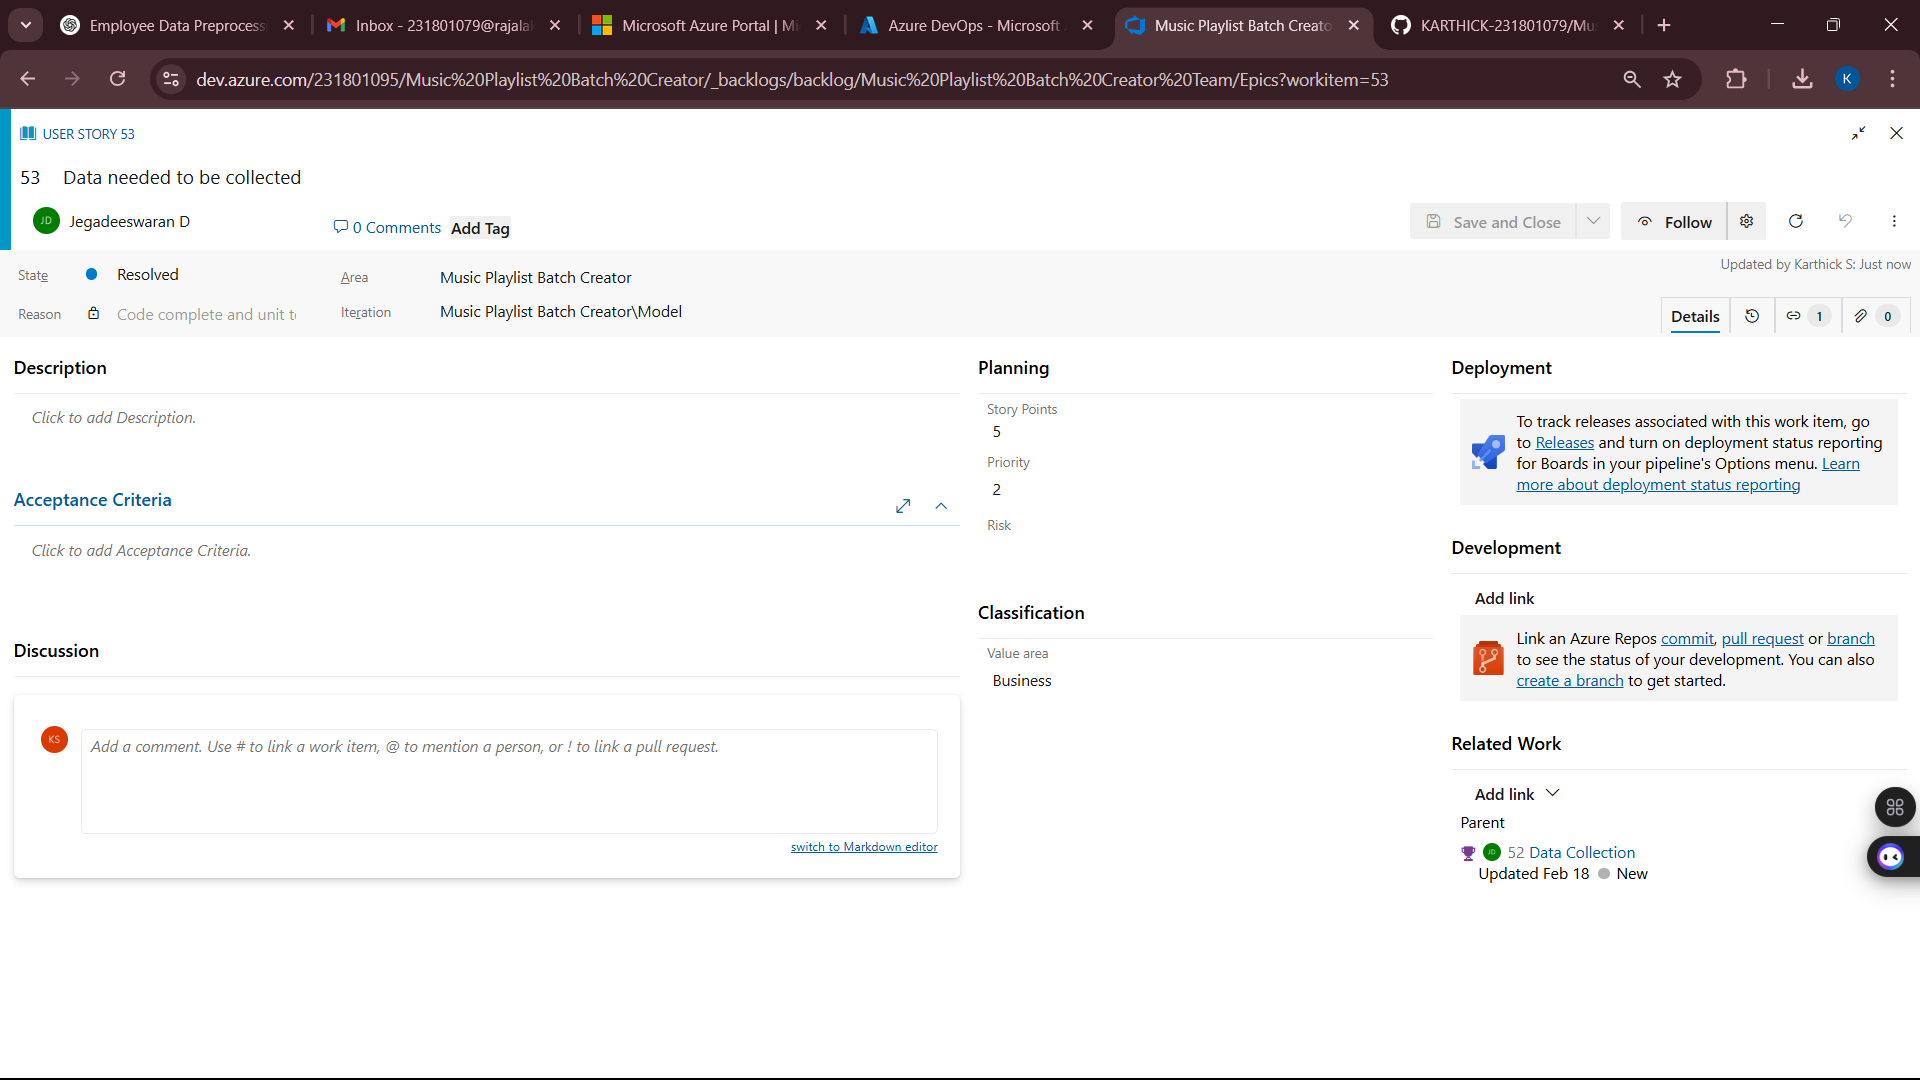 Employee Data Preprocess
Inbox - 231801079@rajala
Microsoft Azure Portal | Mi
Azure DevOps - Microsoft
Music Playlist Batch Creato
KARTHICK-231801079/Mu
dev.azure.com/231801095/Music%20Playlist%20Batch%20Creator/_backlogs/backlog/Music%20Playlist%20Batch%20Creator%20Team/Epics?workitem=53
K
USER STORY 53
53 Data needed to be collected
JD Jegadeeswaran D
0 Comments
Add Tag
Save and Close
Follow
State
Resolved
Area
Music Playlist Batch Creator
Updated by Karthick S: Just now
Reason
Code complete and unit te
Iteration
Music Playlist Batch Creator\Model
Details
1
0
Description
Click to add Description.
Acceptance Criteria
Click to add Acceptance Criteria.
Discussion
KS
Add a comment. Use # to link a work item, @ to mention a person, or ! to link a pull request.
switch to Markdown editor
Planning
Story Points
5
Priority
2
Risk
Classification
Value area
Business
Deployment
To track releases associated with this work item, go
to Releases and turn on deployment status reporting
for Boards in your pipeline's Options menu. Learn
more about deployment status reporting
Development
Add link
Link an Azure Repos commit, pull request or branch
to see the status of your development. You can also
create a branch to get started.
Related Work
Add link
Parent
JD 52 Data Collection
Updated Feb 18 New